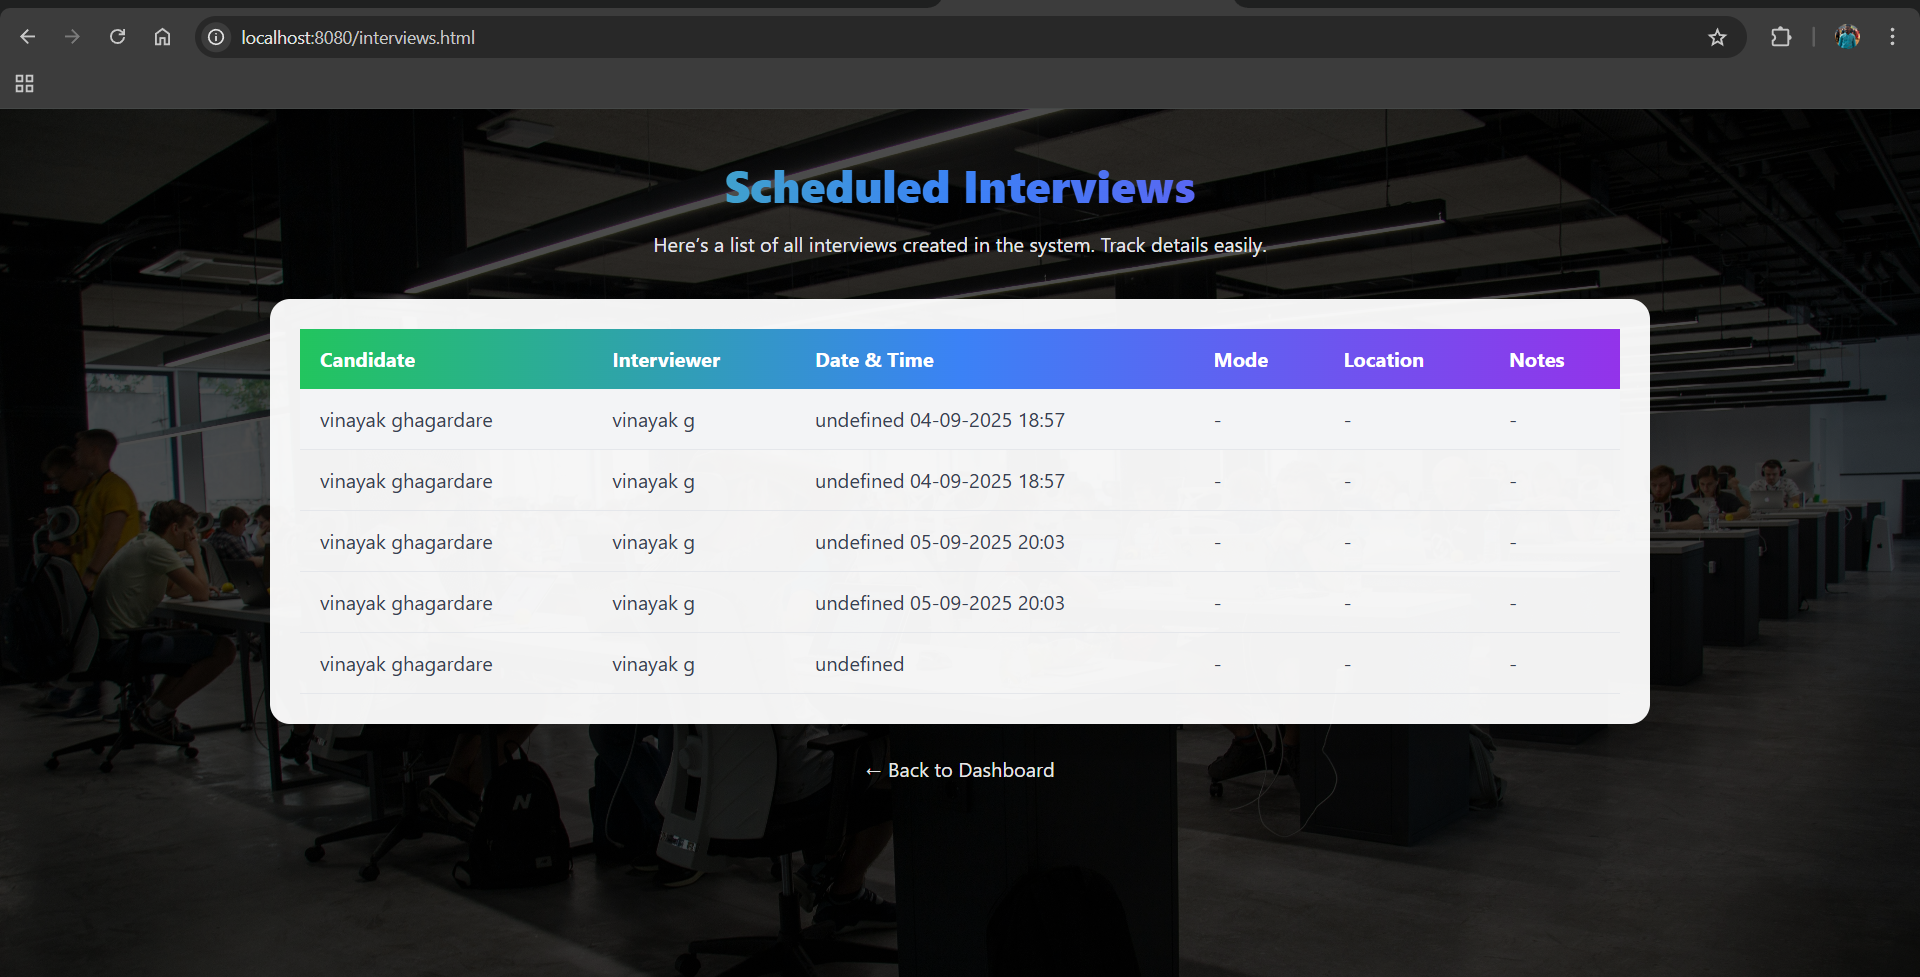 localhost:8080/interviews.html
Scheduled Interviews
Here's a list of all interviews created in the system. Track details easily.
Candidate Interviewer Date & Time Mode Location Notes
vinayak ghagardare vinayak g undefined 04-09-2025 18:57 - - -
vinayak ghagardare vinayak g undefined 04-09-2025 18:57 - - -
vinayak ghagardare vinayak g undefined 05-09-2025 20:03 - - -
vinayak ghagardare vinayak g undefined 05-09-2025 20:03 - - -
vinayak ghagardare vinayak g undefined - - -
← Back to Dashboard